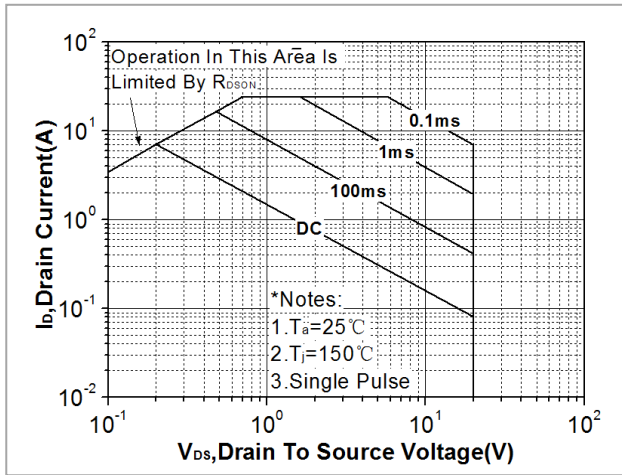 10²
Operation In This Area Is
Limited By RDSON
0.1ms
10¹
1ms
100ms
10⁰
DC
*Notes:
1.Ta=25℃
10⁻¹
2.Tj=150℃
3.Single Pulse
10⁻²
10⁻¹ 10⁰ 10¹ 10²
ID,Drain Current(A)
VDS,Drain To Source Voltage(V)